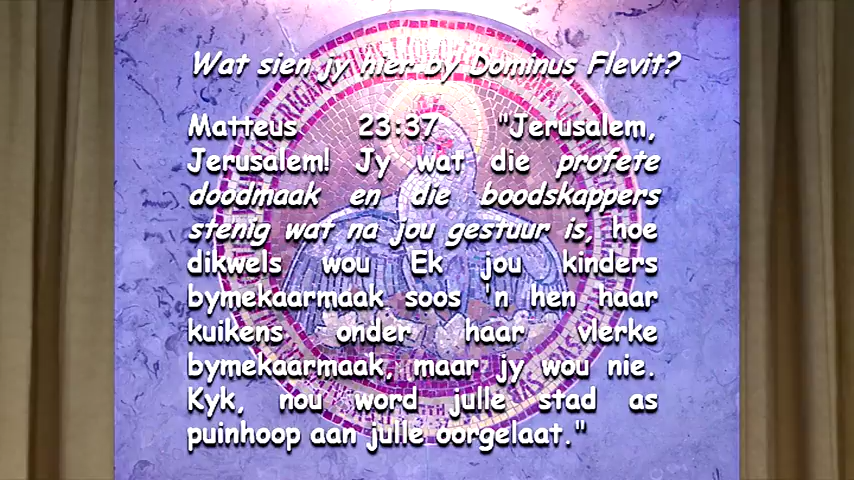 Wat sien jy hier by Dominus Flevit?
Matteus 23:37 "Jerusalem,
Jerusalem! Jy wat die profete
doodmaak en die boodskappers
stenig wat na jou gestuur is, hoe
dikwels wou Ek jou kinders
bymekaarmaak soos 'n hen haar
kuikens onder haar vlerke
bymekaarmaak, maar jy wou nie.
Kyk, nou word julle stad as
puinhoop aan julle oorgelaat."